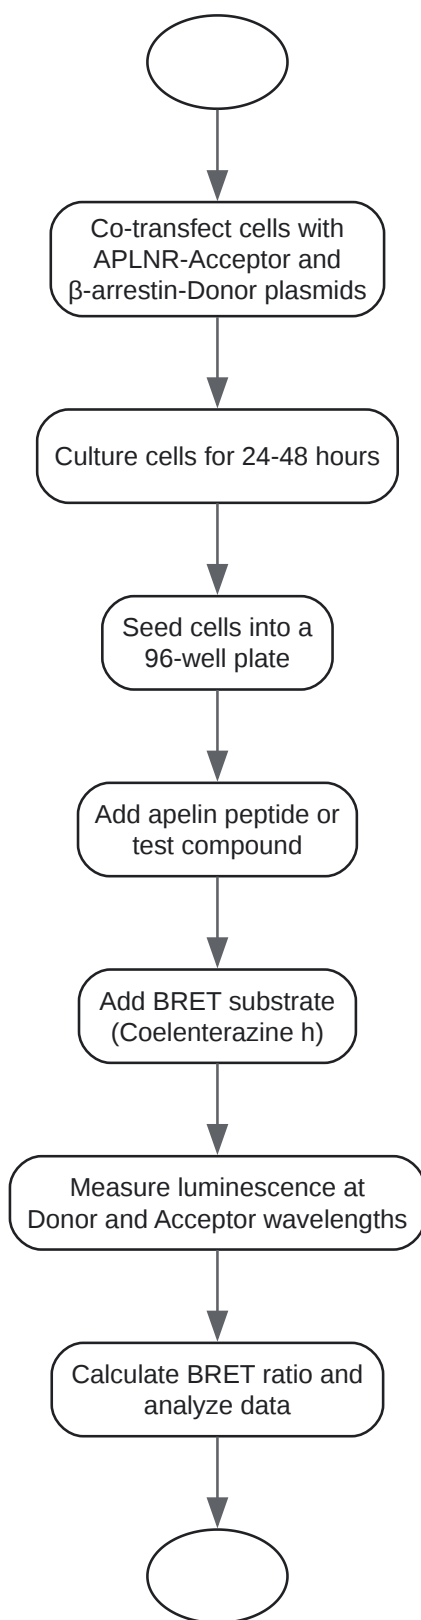 Co-transfect cells with
APLNR-Acceptor and
β-arrestin-Donor plasmids
Culture cells for 24-48 hours
Seed cells into a
96-well plate
Add apelin peptide or
test compound
Add BRET substrate
(Coelenterazine h)
Measure luminescence at
Donor and Acceptor wavelengths
Calculate BRET ratio and
analyze data